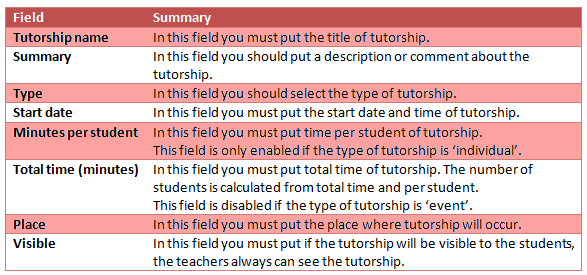 Field Summary
Tutorship name In this field you must put the title of tutorship.
Summary In this field you should put a description or comment about the
tutorship.
Type In this field you should select the type of tutorship.
Start date In this field you must put the start date and time of tutorship.
Minutes per student In this field you must put time per student of tutorship.
This field is only enabled if the type of tutorship is ‘individual’.
Total time (minutes) In this field you must put total time of tutorship. The number of
students is calculated from total time and per student.
This field is disabled if the type of tutorship is ‘event’.
Place In this field you must put the place where tutorship will occur.
Visible In this field you must put if the tutorship will be visible to the students,
the teachers always can see the tutorship.